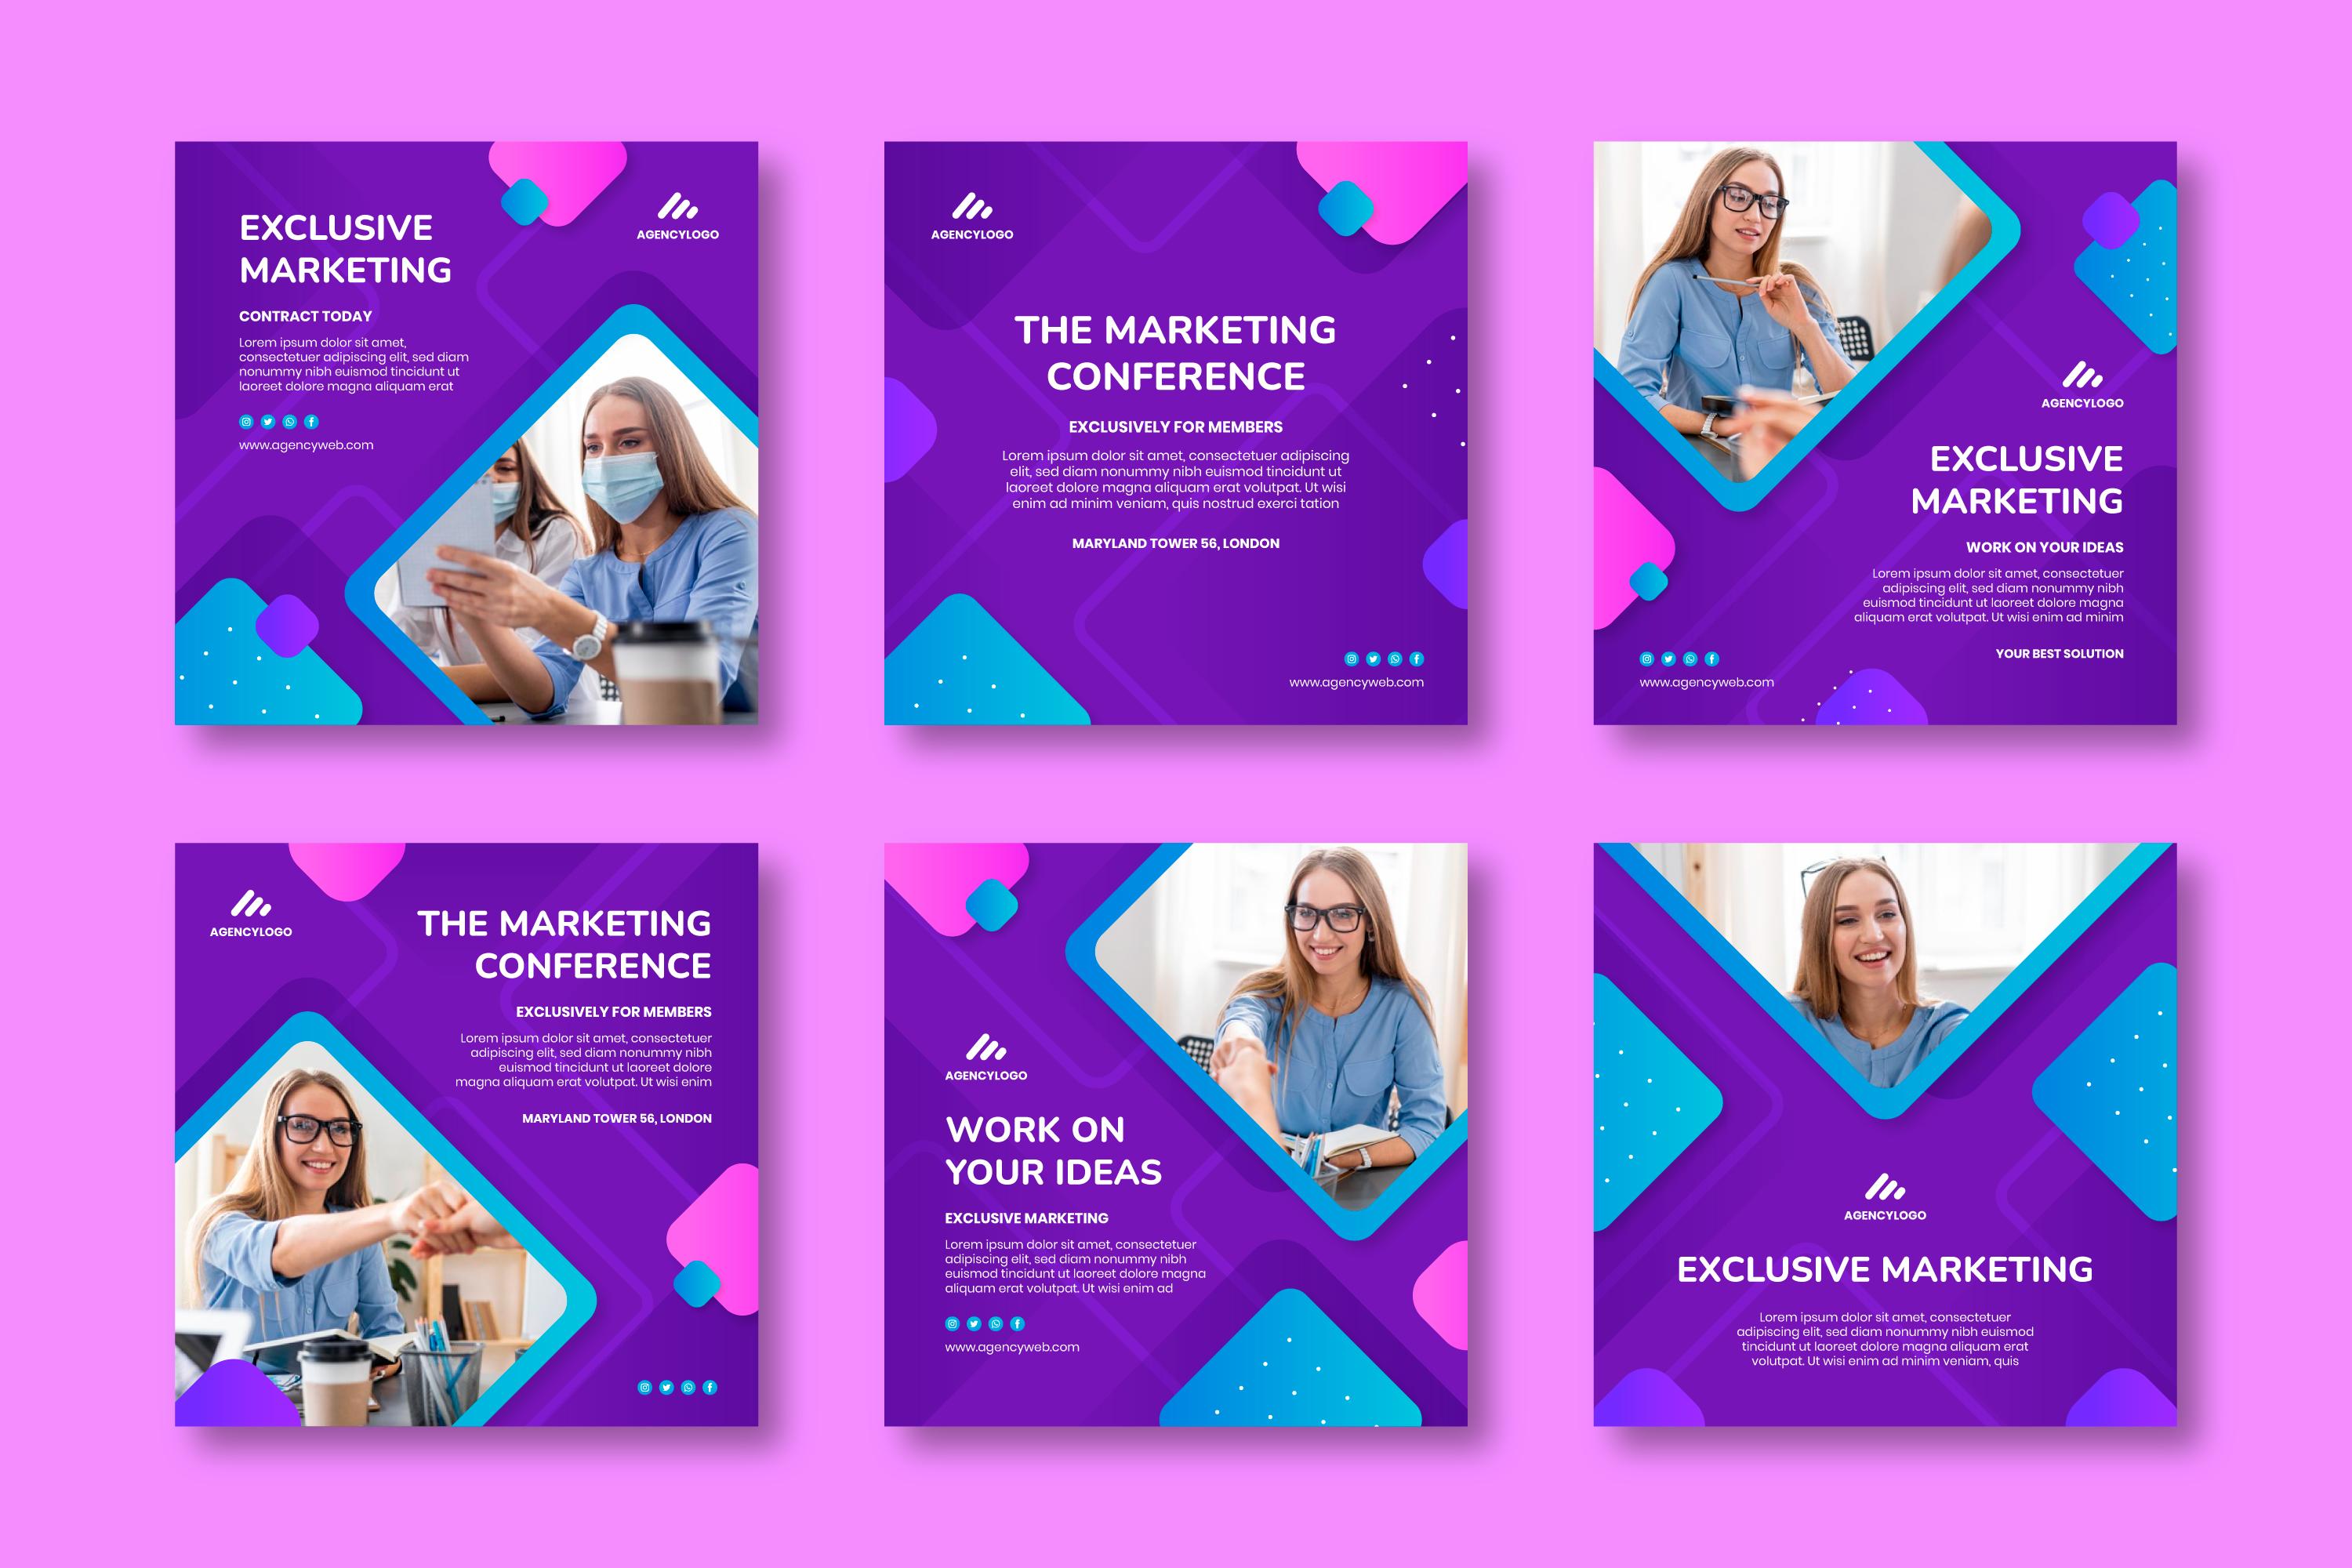 EXCLUSIVE
MARKETING
CONTRACT TODAY
Lorem ipsum dolor sit amet,
consectetuer adipiscing elit, sed diam
nonummy nibh euismod tincidunt ut
laoreet dolore magna aliquam erat
www.agencyweb.com
AGENCYLOGO
AGENCYLOGO
THE MARKETING
CONFERENCE
EXCLUSIVELY FOR MEMBERS
Lorem ipsum dolor sit amet, consectetuer adipiscing
elit, sed diam nonummy nibh euismod tincidunt ut
laoreet dolore magna aliquam erat volutpat. Ut wisi
enim ad minim veniam, quis nostrud exerci tation
MARYLAND TOWER 56, LONDON
www.agencyweb.com
AGENCYLOGO
EXCLUSIVE
MARKETING
WORK ON YOUR IDEAS
Lorem ipsum dolor sit amet, consectetuer
adipiscing elit, sed diam nonummy nibh
euismod tincidunt ut laoreet dolore magna
aliquam erat volutpat. Ut wisi enim ad minim
YOUR BEST SOLUTION
www.agencyweb.com
AGENCYLOGO
THE MARKETING
CONFERENCE
EXCLUSIVELY FOR MEMBERS
Lorem ipsum dolor sit amet, consectetuer
adipiscing elit, sed diam nonummy nibh
euismod tincidunt ut laoreet dolore
magna aliquam erat volutpat. Ut wisi enim
MARYLAND TOWER 56, LONDON
AGENCYLOGO
WORK ON
YOUR IDEAS
EXCLUSIVE MARKETING
Lorem ipsum dolor sit amet, consectetuer
adipiscing elit, sed diam nonummy nibh
euismod tincidunt ut laoreet dolore magna
aliquam erat volutpat. Ut wisi enim ad
www.agencyweb.com
AGENCYLOGO
EXCLUSIVE MARKETING
Lorem ipsum dolor sit amet, consectetuer
adipiscing elit, sed diam nonummy nibh euismod
tincidunt ut laoreet dolore magna aliquam erat
volutpat. Ut wisi enim ad minim veniam, quis